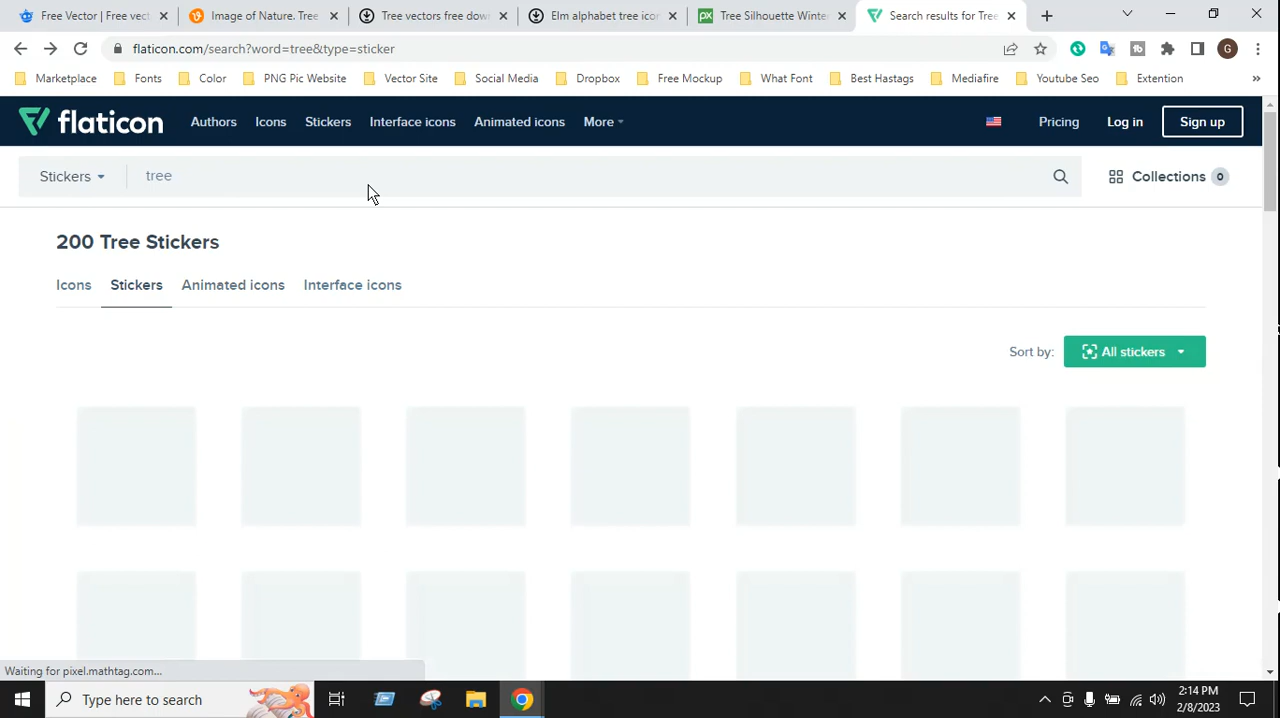 Free Vector | Free vect
Image of Nature. Tree
Tree vectors free dow
Elm alphabet tree ico
Tree Silhouette Winter
Search results for Tree
flaticon.com/search?word=tree&type=sticker
Marketplace Fonts Color PNG Pic Website Vector Site Social Media Dropbox Free Mockup What Font Best Hastags Mediafire Youtube Seo Extention »
flaticon Authors Icons Stickers Interface icons Animated icons More Pricing Log in Sign up
Stickers tree Collections 0
200 Tree Stickers
Icons Stickers Animated icons Interface icons
Sort by: All stickers
Waiting for pixel.mathtag.com...
Type here to search
2:14 PM
2/8/2023